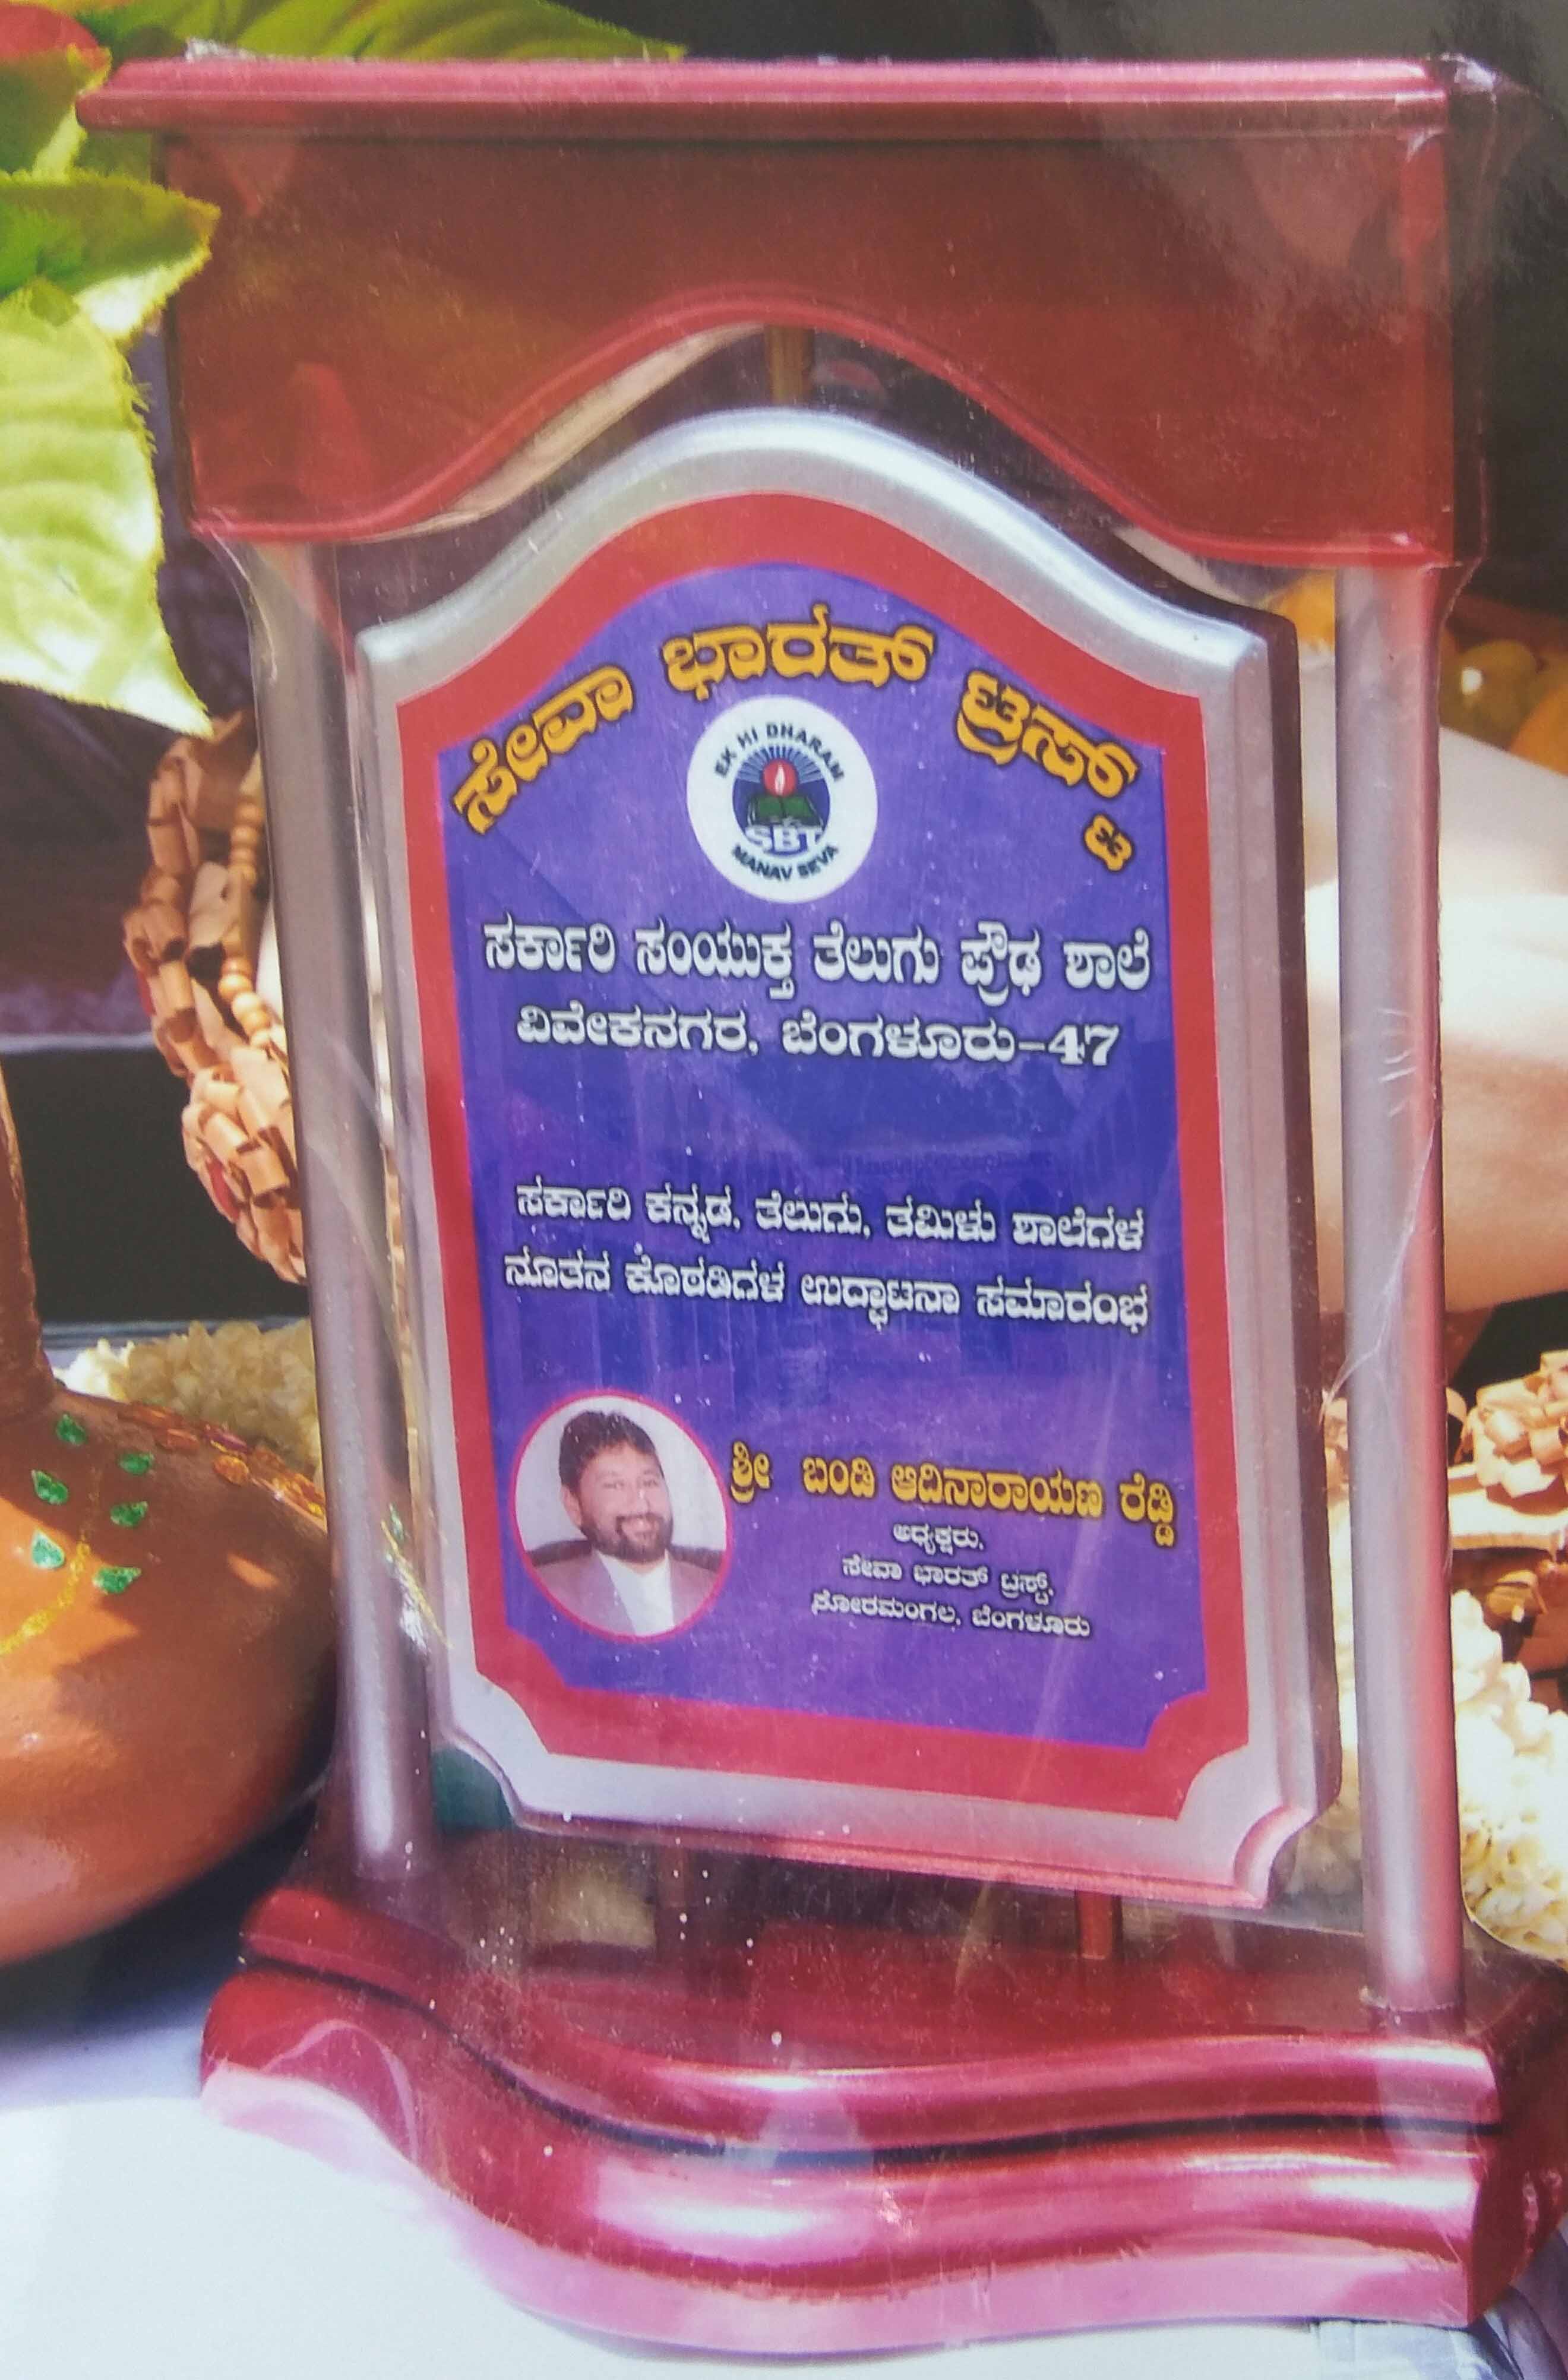 ಸೇವಾ ಭಾರತ್ ಟ್ರಸ್ಟ್
EK HI DHARAM
SBT
MANAV SEVA
ಸರ್ಕಾರಿ ಸಂಯುಕ್ತ ತೆಲುಗು ಪ್ರೌಢ ಶಾಲೆ
ವಿವೇಕನಗರ, ಬೆಂಗಳೂರು-47
ಸರ್ಕಾರಿ ಕನ್ನಡ, ತೆಲುಗು, ತಮಿಳು ಶಾಲೆಗಳ
ನೂತನ ಕೊಠಡಿಗಳ ಉದ್ಘಾಟನಾ ಸಮಾರಂಭ
ಶ್ರೀ ಬಂಡಿ ಆದಿನಾರಾಯಣ ರೆಡ್ಡಿ
ಅಧ್ಯಕ್ಷರು,
ಸೇವಾ ಭಾರತ್ ಟ್ರಸ್ಟ್,
ಕೋರಮಂಗಲ, ಬೆಂಗಳೂರು